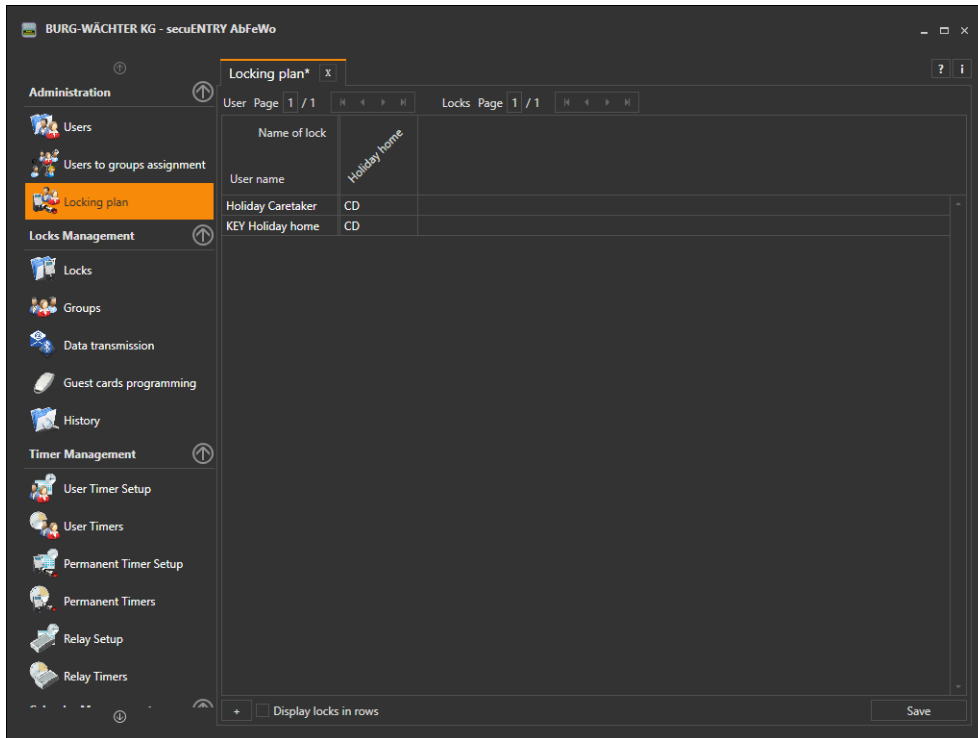 BURG-WÄCHTER KG - secuENTRY AbFeWo
Administration
Users
Users to groups assignment
Locking plan
Locks Management
Locks
Groups
Data transmission
Guest cards programming
History
Timer Management
User Timer Setup
User Timers
Permanent Timer Setup
Permanent Timers
Relay Setup
Relay Timers
Locking plan* X
? i
User Page 1 / 1 Locks Page 1 / 1
Name of lock
Holiday home
User name
Holiday Caretaker CD
KEY Holiday home CD
+ Display locks in rows
Save